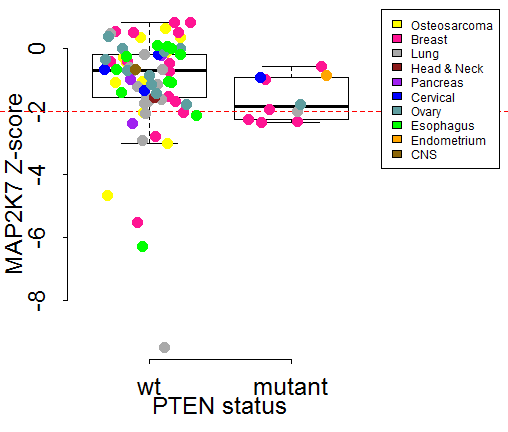 MAP2K7 Z-score
0
-2
-4
-6
-8
wt mutant
PTEN status
Osteosarcoma
Breast
Lung
Head & Neck
Pancreas
Cervical
Ovary
Esophagus
Endometrium
CNS